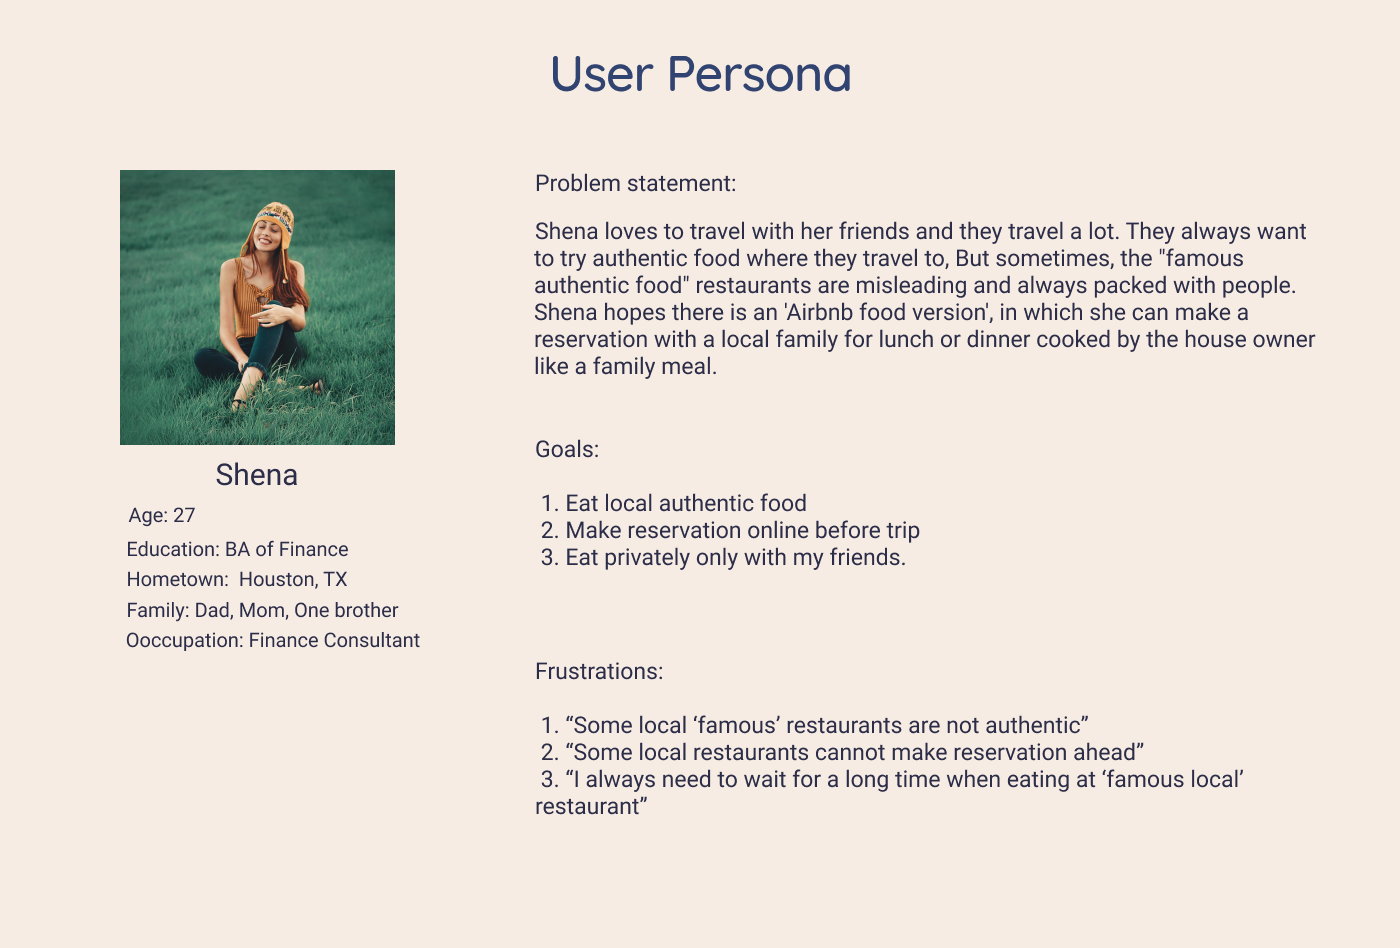 User Persona
Shena
Age: 27
Education: BA of Finance
Hometown:  Houston, TX
Family: Dad, Mom, One brother
Ooccupation: Finance Consultant
Problem statement:
Shena loves to travel with her friends and they travel a lot. They always want
to try authentic food where they travel to, But sometimes, the "famous
authentic food" restaurants are misleading and always packed with people.
Shena hopes there is an 'Airbnb food version', in which she can make a
reservation with a local family for lunch or dinner cooked by the house owner
like a family meal.
Goals:
1. Eat local authentic food
2. Make reservation online before trip
3. Eat privately only with my friends.
Frustrations:
1. “Some local ‘famous’ restaurants are not authentic”
2. “Some local restaurants cannot make reservation ahead”
3. “I always need to wait for a long time when eating at ‘famous local’
restaurant”